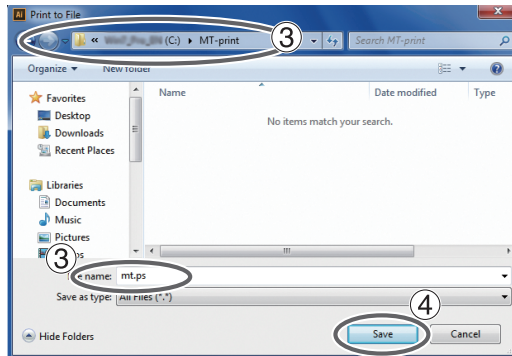 Ai Print to File
« (C:) ▸ MT-print ③ Search MT-print
Organize ▾ New folder
Favorites
Desktop
Downloads
Recent Places
Libraries
Documents
Music
Pictures
Name Date modified Type
No items match your search.
③
name: mt.ps
Save as type: All Files (*.*)
④
Hide Folders Save Cancel